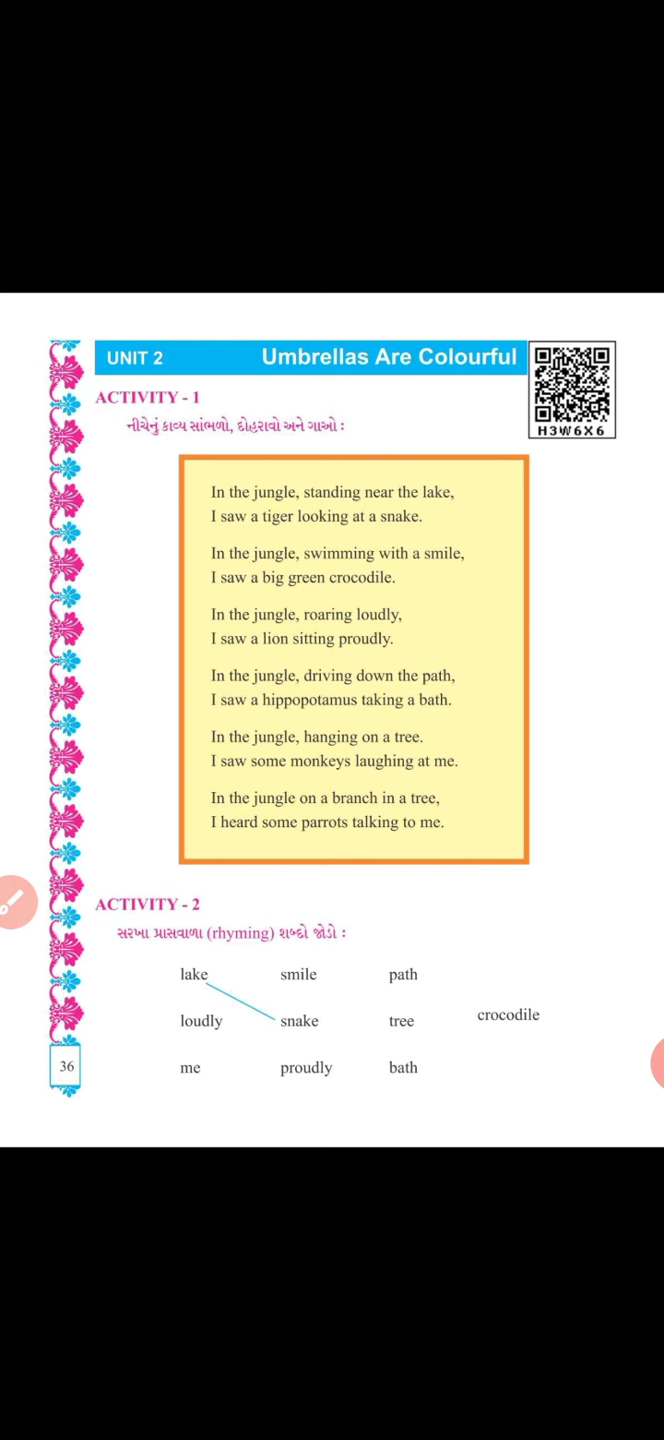 UNIT 2 Umbrellas Are Colourful
H3W6X6
ACTIVITY - 1
નીચેનું કાવ્ય સાંભળો, દોહરાવો અને ગાઓ :
In the jungle, standing near the lake,
I saw a tiger looking at a snake.
In the jungle, swimming with a smile,
I saw a big green crocodile.
In the jungle, roaring loudly,
I saw a lion sitting proudly.
In the jungle, driving down the path,
I saw a hippopotamus taking a bath.
In the jungle, hanging on a tree.
I saw some monkeys laughing at me.
In the jungle on a branch in a tree,
I heard some parrots talking to me.
ACTIVITY - 2
સરખા પ્રાસવાળા (rhyming) શબ્દો જોડો :
lake smile path
loudly snake tree crocodile
me proudly bath
36